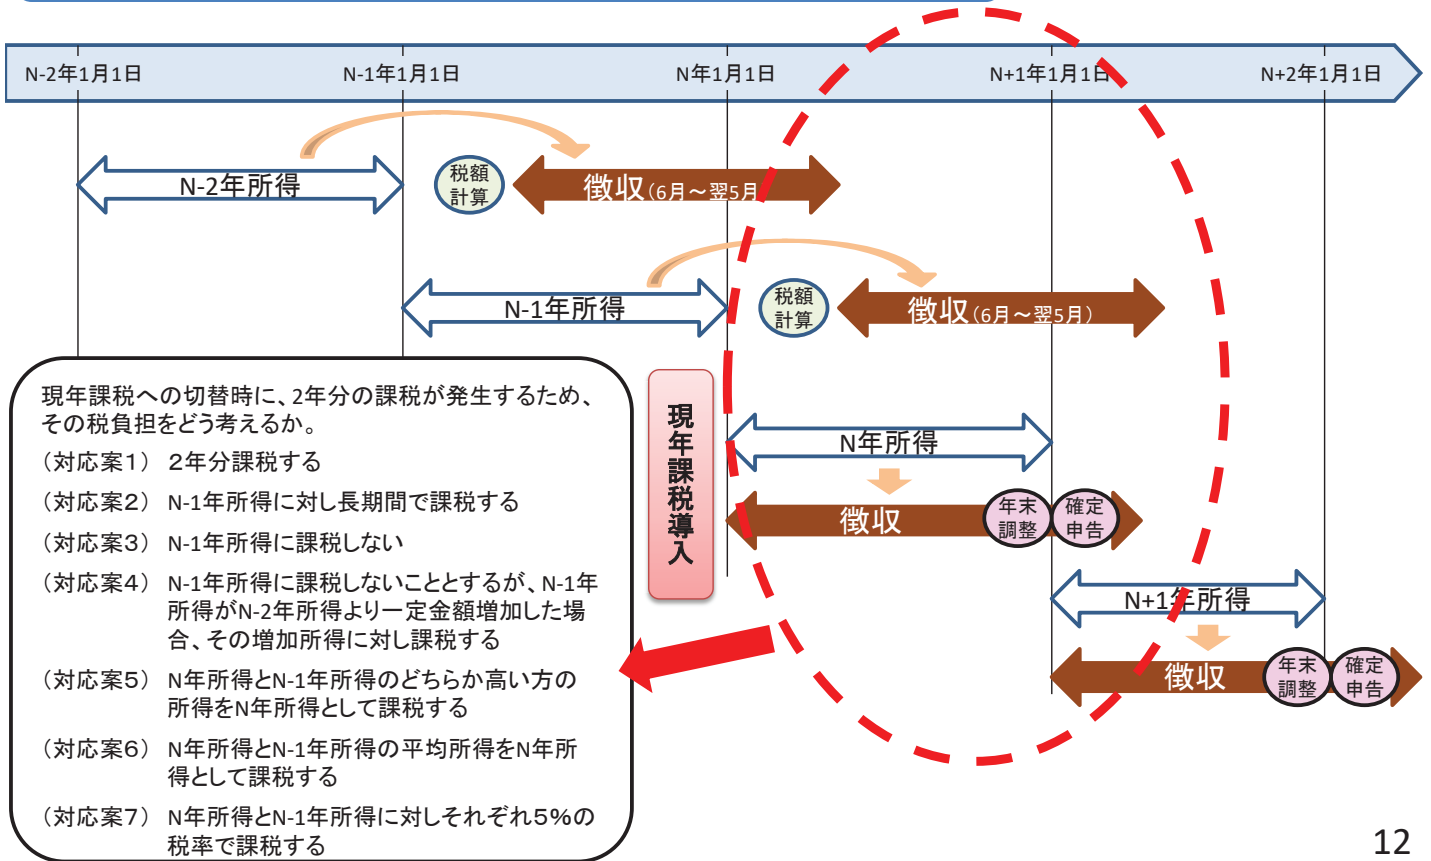 N-2年1月1日
N-1年1月1日
N年1月1日
N+1年1月1日
N+2年1月1日
N-2年所得
税額
計算
徴収(6月～翌5月
N-1年所得
税額
計算
徴収(6月～翌5月)
現年課税への切替時に、2年分の課税が発生するため、
その税負担をどう考えるか。
(対応案1) 2年分課税する
(対応案2) N-1年所得に対し長期間で課税する
(対応案3) N-1年所得に課税しない
(対応案4) N-1年所得に課税しないこととするが、N-1年
所得がN-2年所得より一定金額増加した場
合、その増加所得に対し課税する
(対応案5) N年所得とN-1年所得のどちらか高い方の
所得をN年所得として課税する
(対応案6) N年所得とN-1年所得の平均所得をN年所
得として課税する
(対応案7) N年所得とN-1年所得に対しそれぞれ5%の
税率で課税する
現年課税導入
N年所得
徴収
年末
調整
確定
申告
N+1年所得
徴収
年末
調整
確定
申告
12